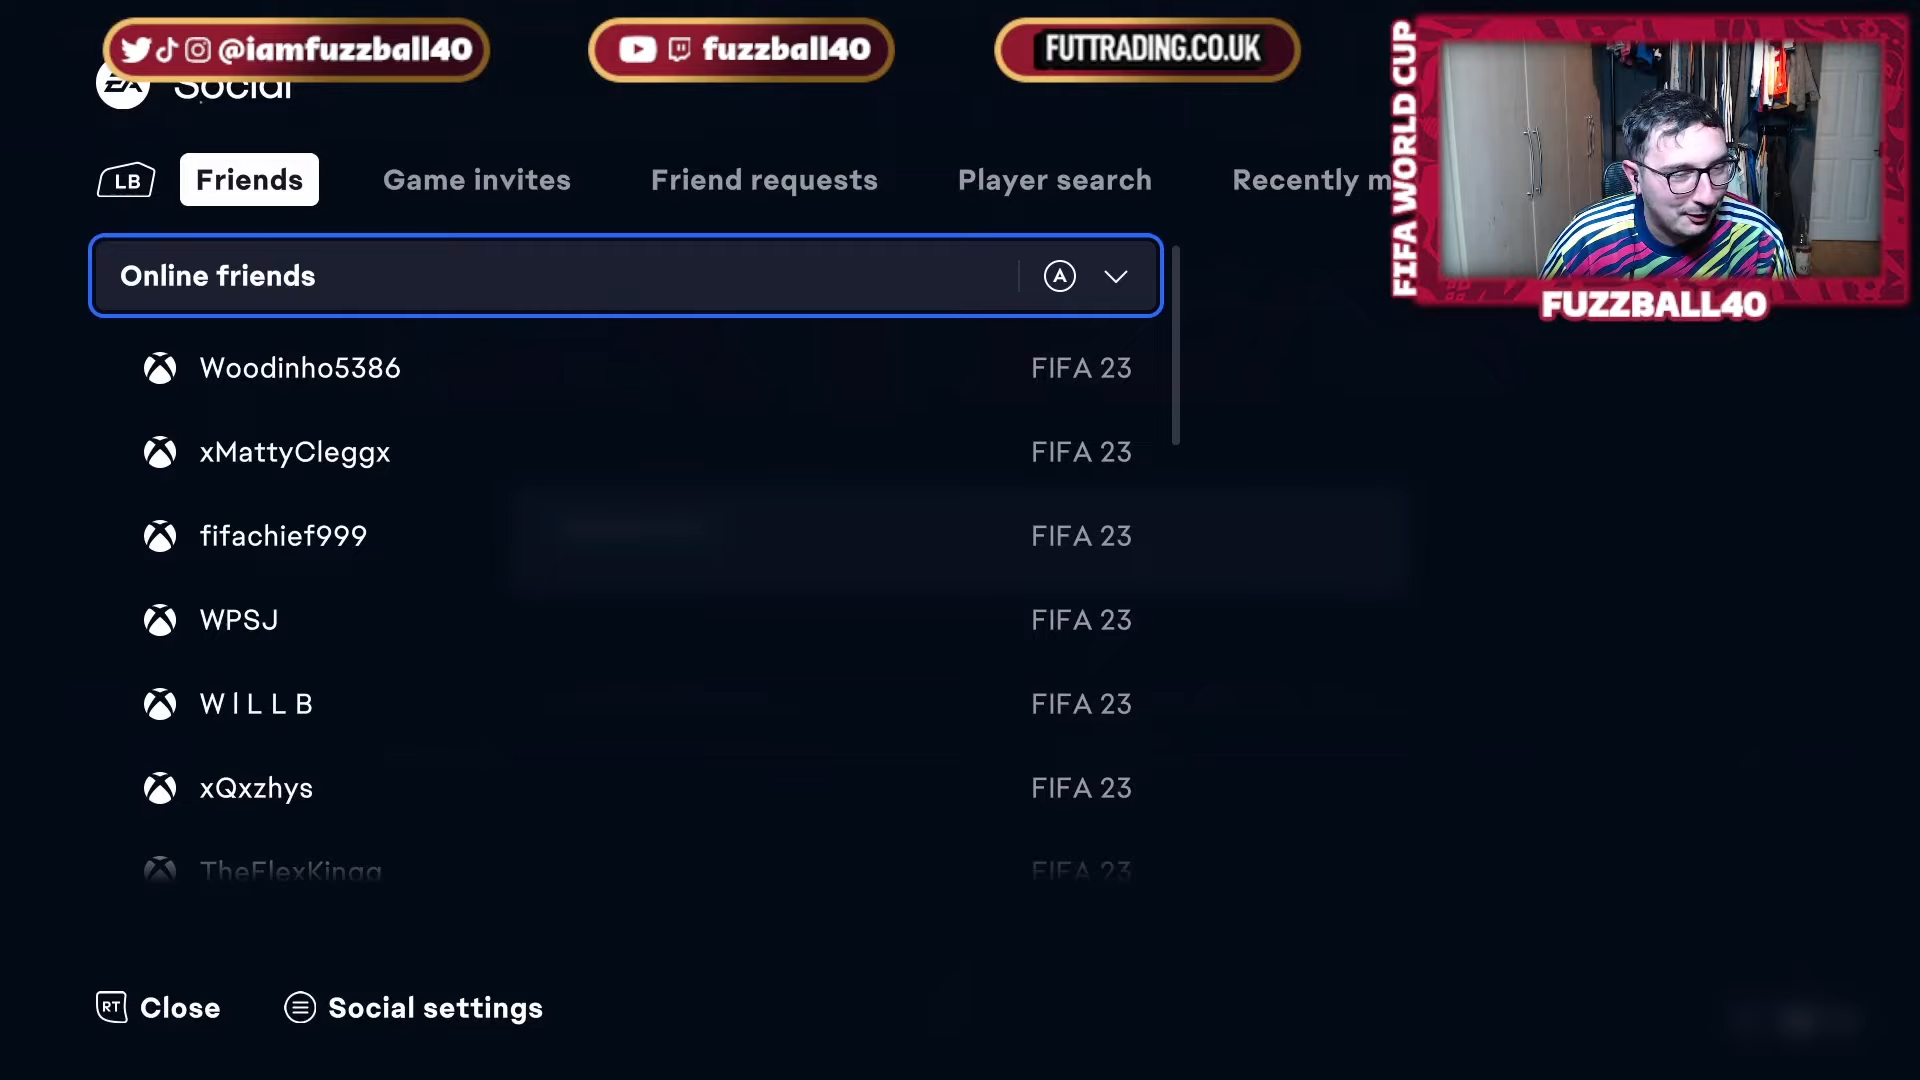 @iamfuzzball40
fuzzball40
FUTTRADING.CO.UK
EA
Social
LB
Friends
Game invites
Friend requests
Player search
Recently m
FIFA WORLD CUP
FUZZBALL40
Online friends
A
Woodinho5386 FIFA 23
xMattyCleggx FIFA 23
fifachief999 FIFA 23
WPSJ FIFA 23
W l L L B FIFA 23
xQxzhys FIFA 23
TheFlexKingg FIFA 23
RT Close
Social settings